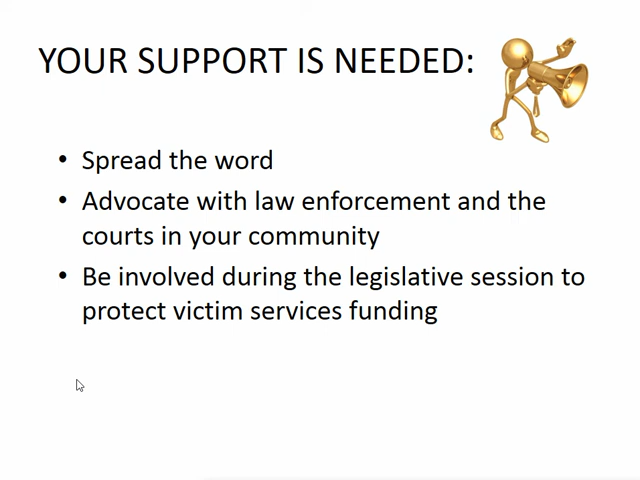 YOUR SUPPORT IS NEEDED:
• Spread the word
• Advocate with law enforcement and the
courts in your community
• Be involved during the legislative session to
protect victim services funding